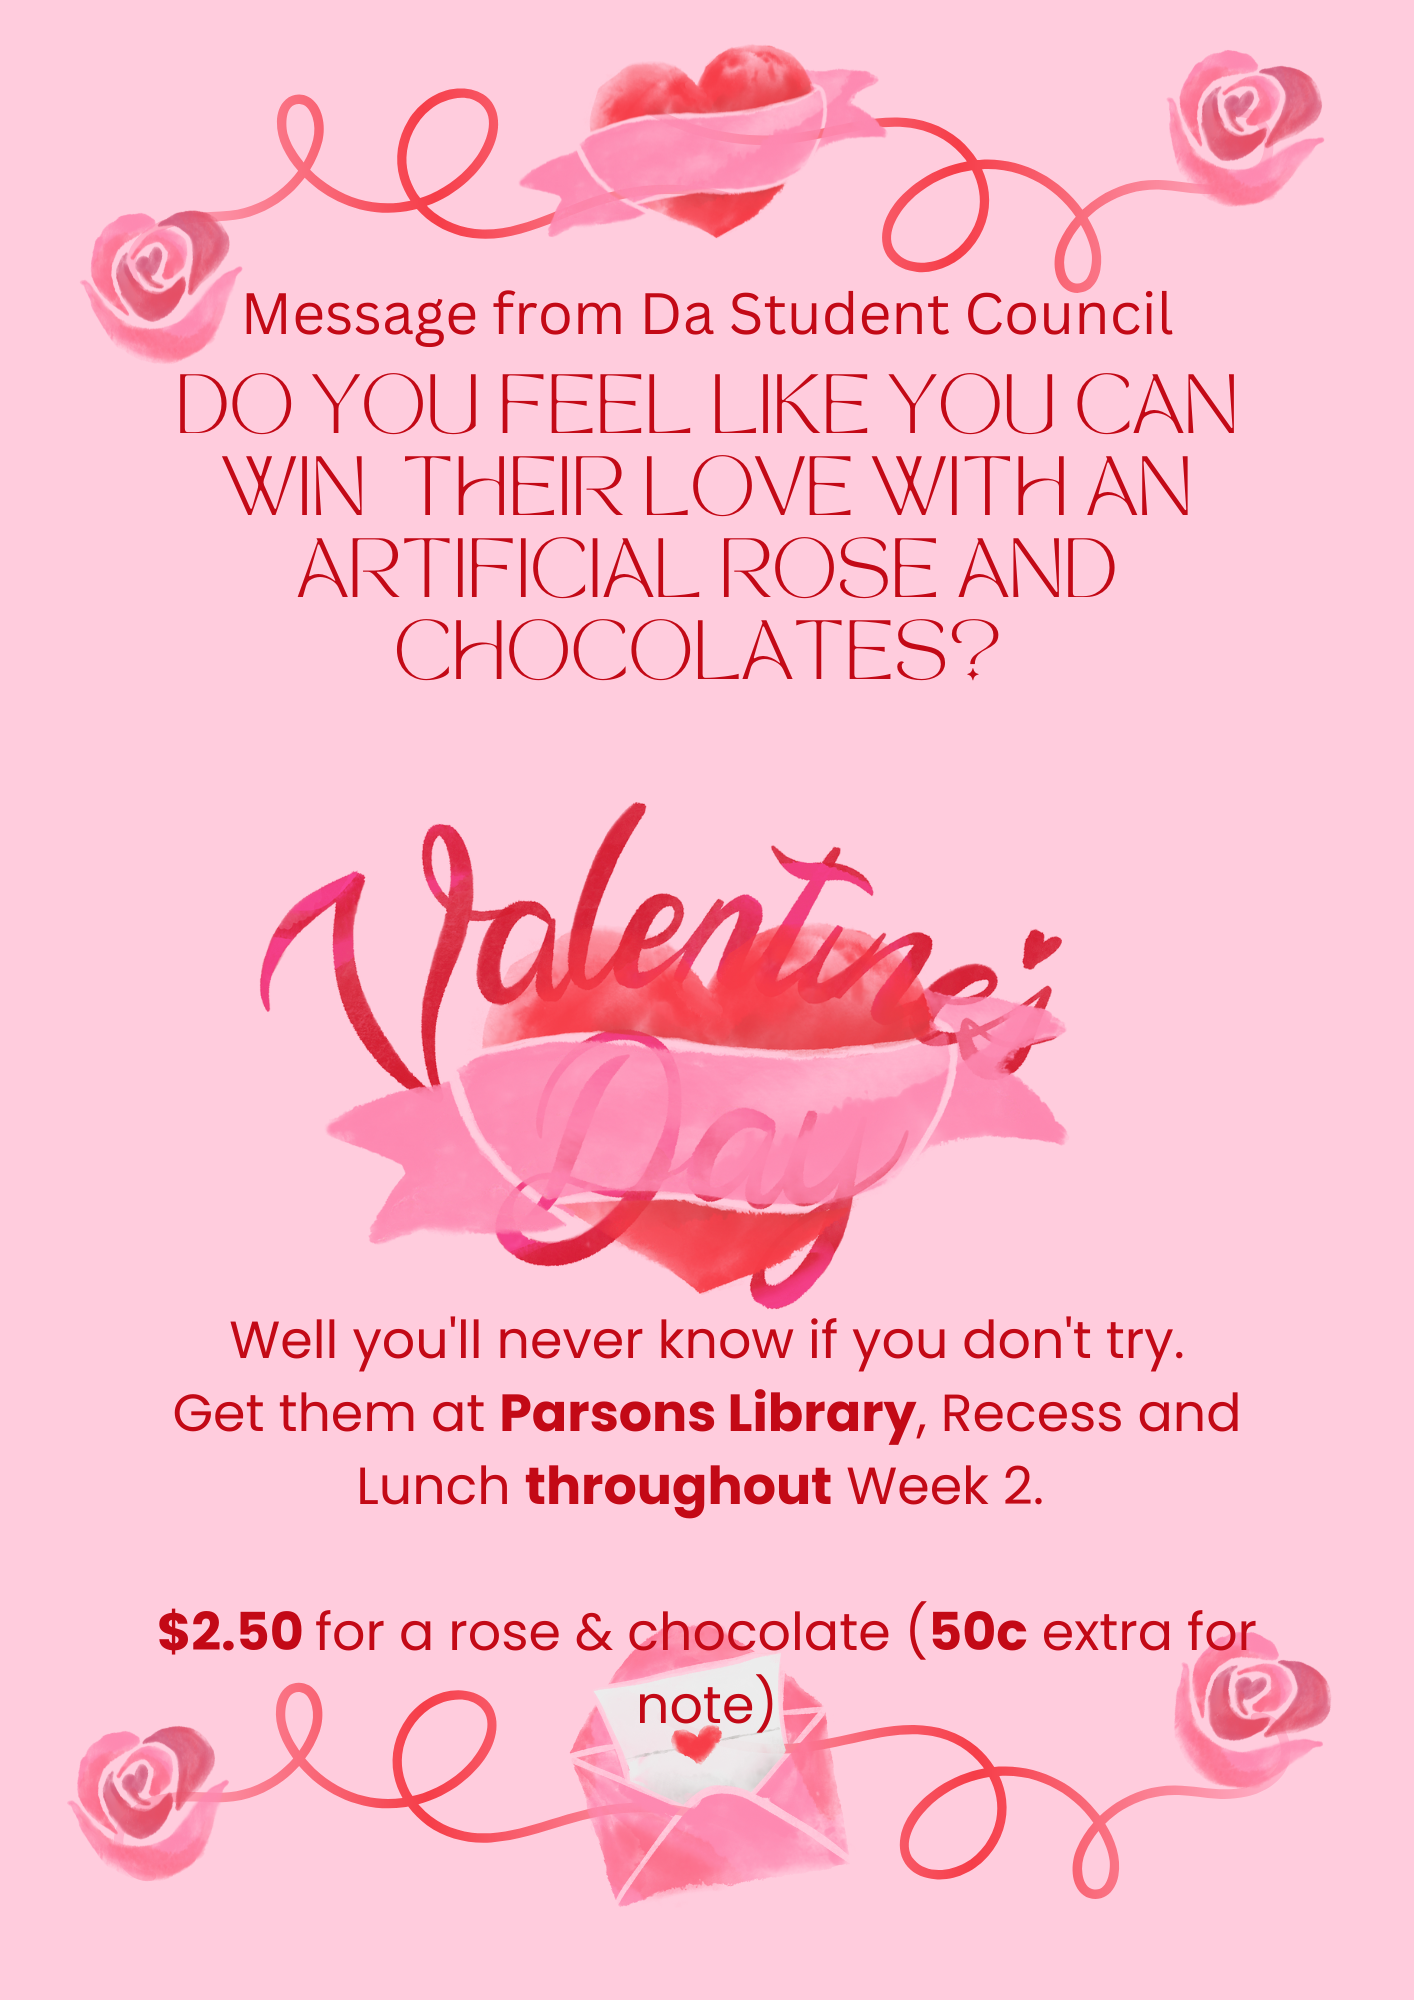 Message from Da Student Council
DO YOU FEEL LIKE YOU CAN
WIN THEIR LOVE WITH AN
ARTIFICIAL ROSE AND
CHOCOLATES?
Valentine's
Day
Well you'll never know if you don't try.
Get them at Parsons Library, Recess and
Lunch throughout Week 2.
$2.50 for a rose & chocolate (50c extra for
note)